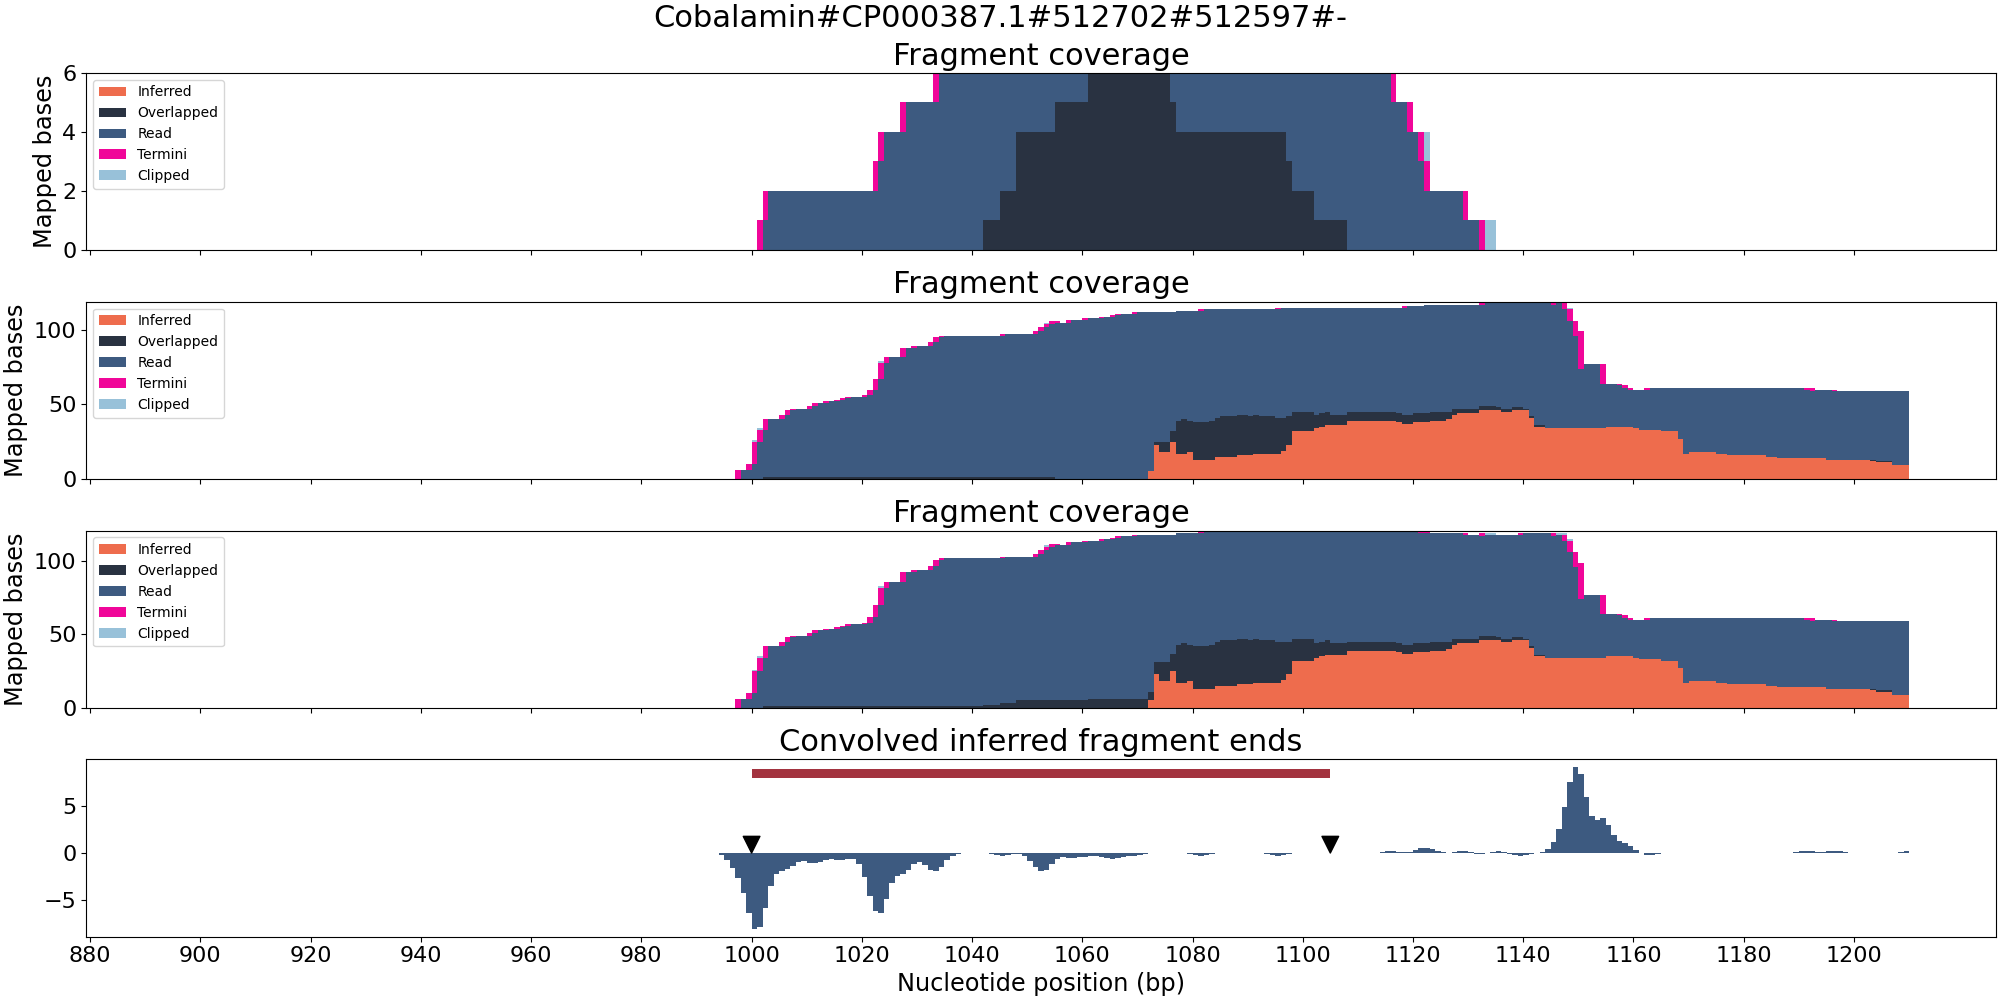 Cobalamin#CP000387.1#512702#512597#-
Fragment coverage
Mapped bases
6
4
2
0
Inferred
Overlapped
Read
Termini
Clipped
Fragment coverage
Mapped bases
100
50
0
Inferred
Overlapped
Read
Termini
Clipped
Fragment coverage
Mapped bases
100
50
0
Inferred
Overlapped
Read
Termini
Clipped
Convolved inferred fragment ends
5
0
−5
880 900 920 940 960 980 1000 1020 1040 1060 1080 1100 1120 1140 1160 1180 1200
Nucleotide position (bp)